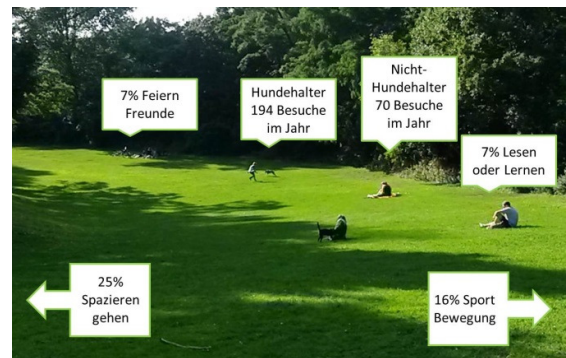 7% Feiern
Freunde
Hundehalter
194 Besuche
im Jahr
Nicht-
Hundehalter
70 Besuche
im Jahr
7% Lesen
oder Lernen
25%
Spazieren
gehen
16% Sport
Bewegung